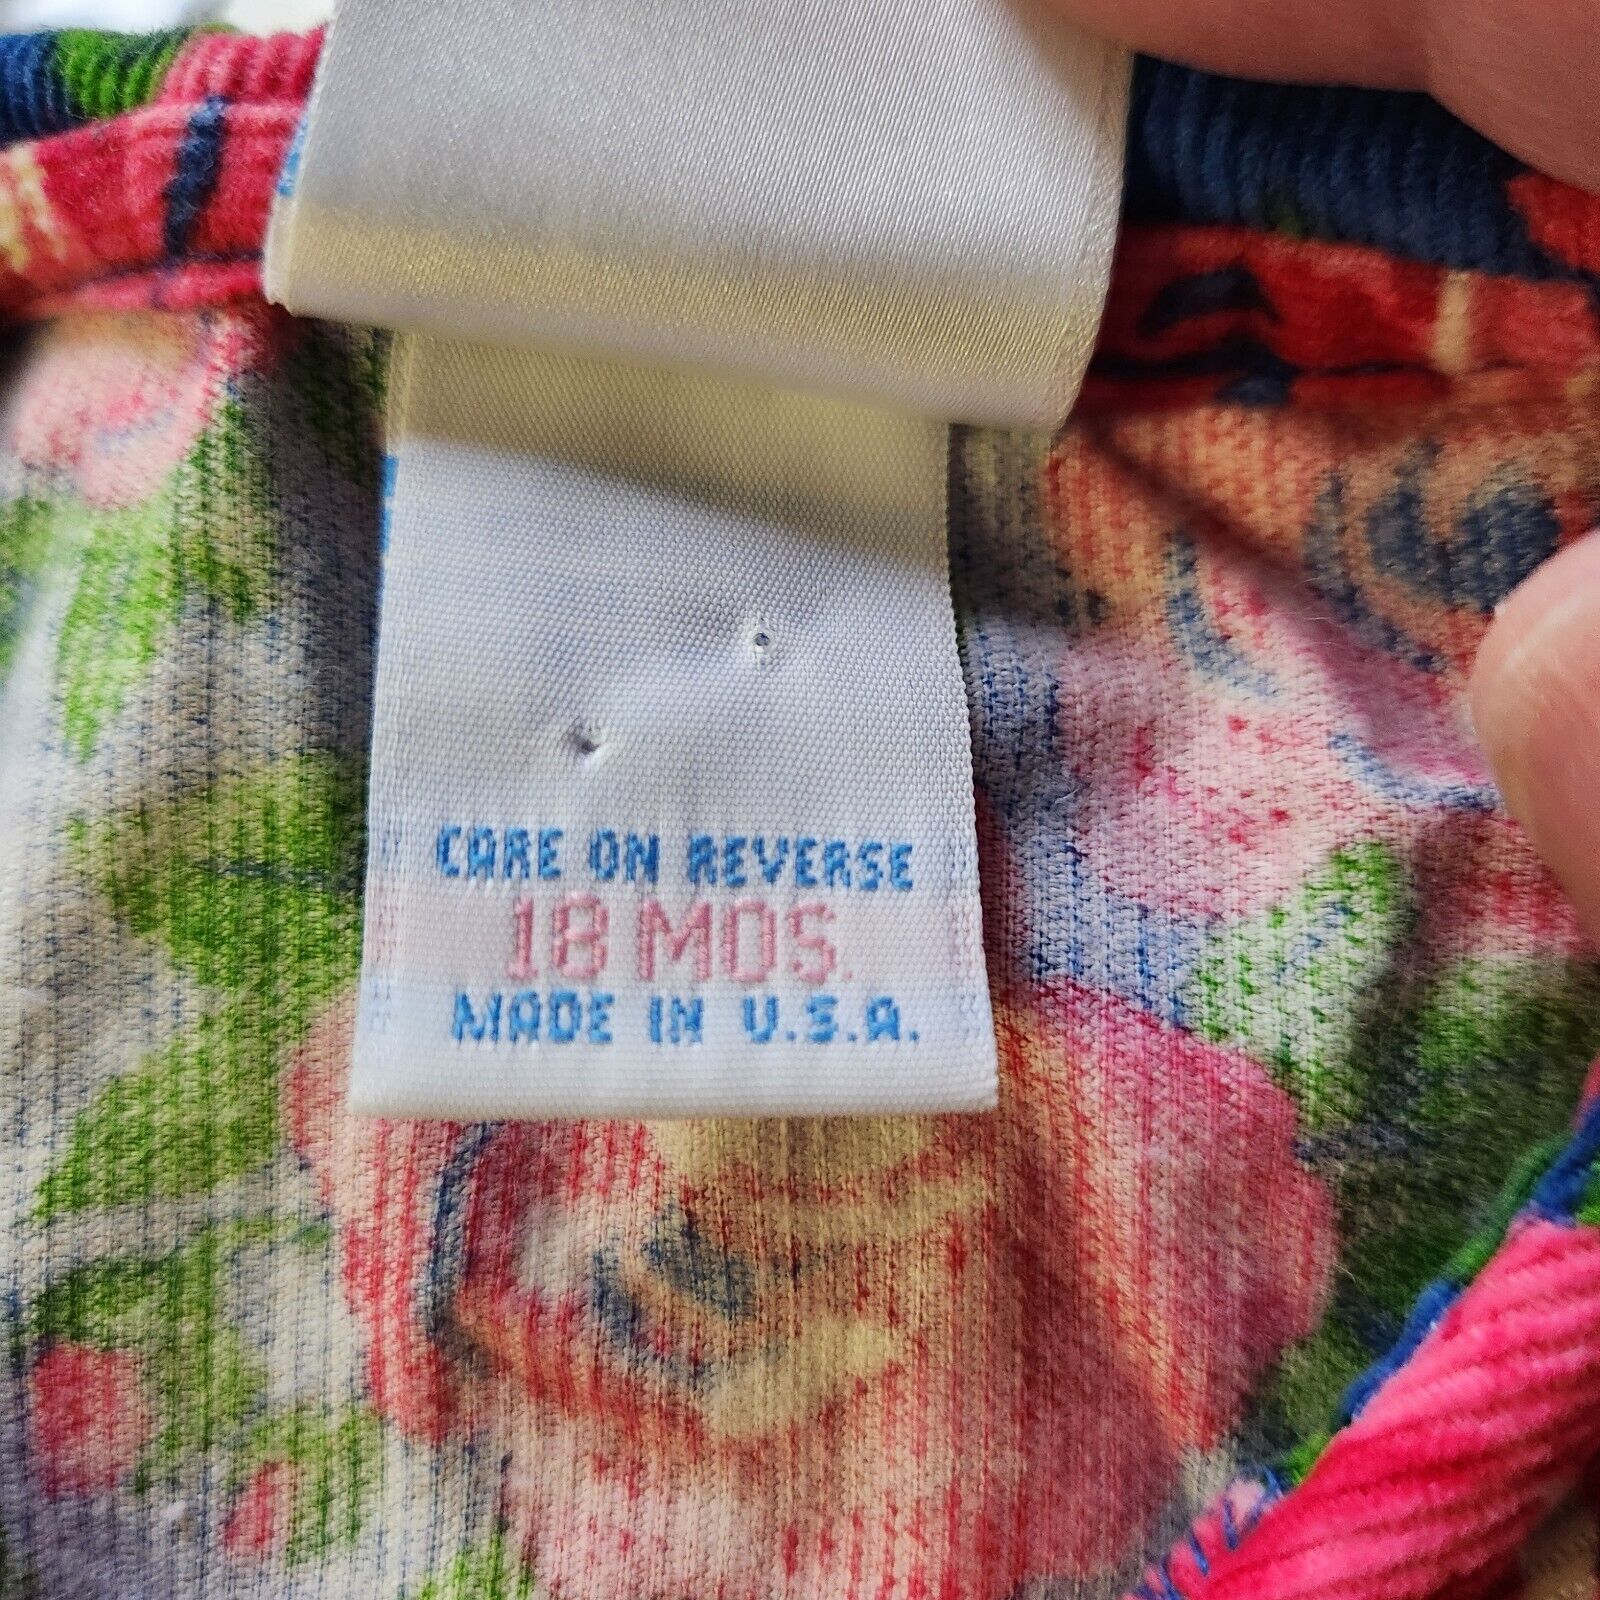 CARE ON REVERSE
18 MOS.
MADE IN U.S.A.